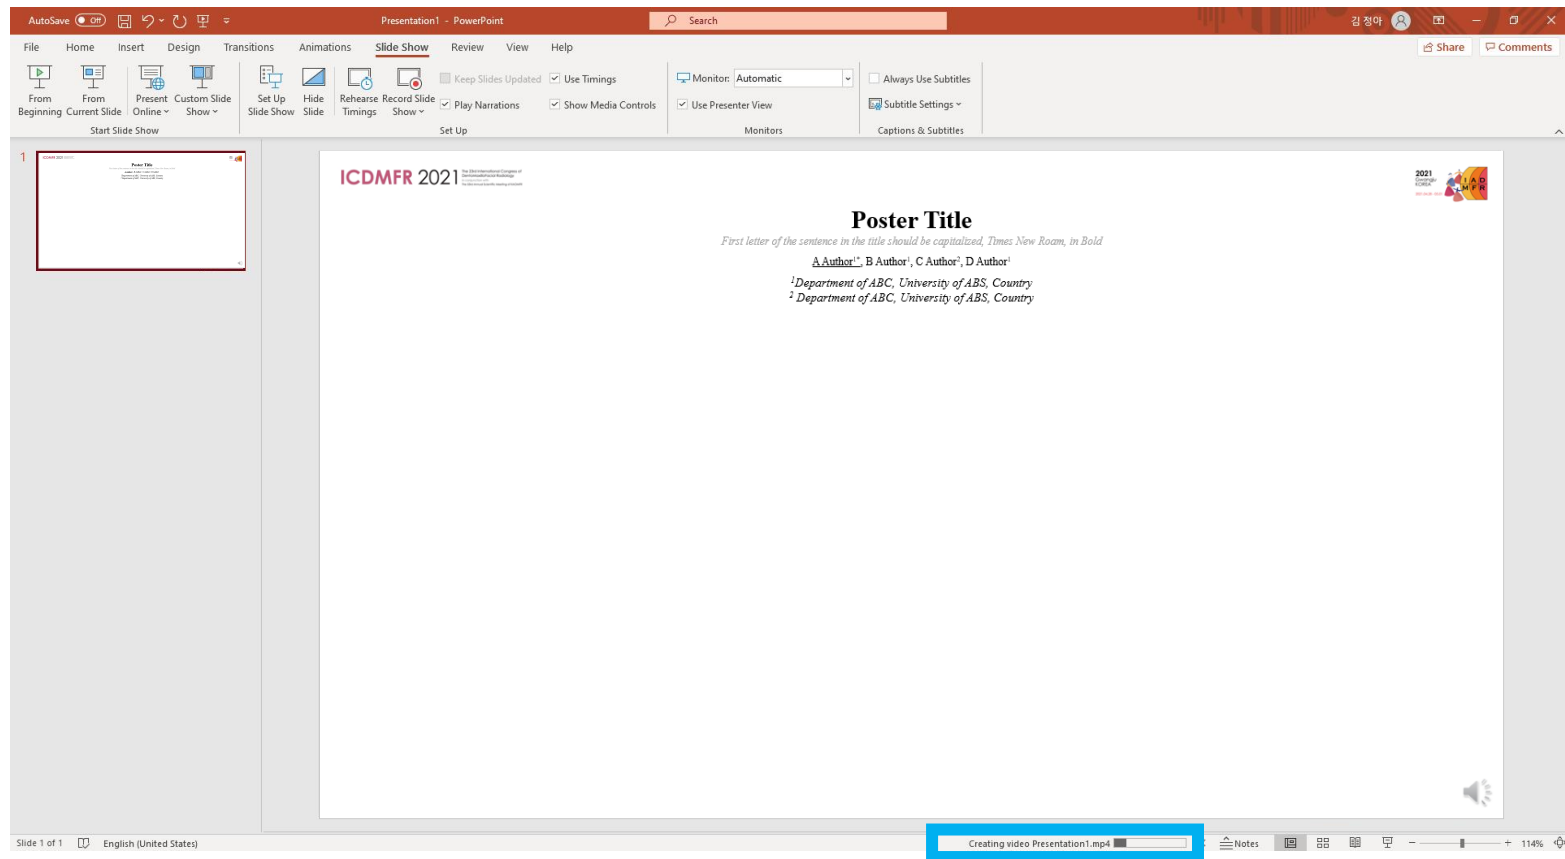 AutoSave Off Presentation1 - PowerPoint Search 김 정아
File Home Insert Design Transitions Animations Slide Show Review View Help Share Comments
From Beginning
From Current Slide
Present Online
Custom Slide Show
Start Slide Show
Set Up Slide Show
Hide Slide
Rehearse Timings
Record Slide Show
Keep Slides Updated
Play Narrations
Use Timings
Show Media Controls
Set Up
Monitor: Automatic
Use Presenter View
Monitors
Always Use Subtitles
Subtitle Settings
Captions & Subtitles
1
ICDMFR 2021
2021
KOREA
IAD
MFR
Poster Title
First letter of the sentence in the title should be capitalized, Times New Roam, in Bold
A Author1*, B Author1, C Author2, D Author1
1Department of ABC, University of ABS, Country
2 Department of ABC, University of ABS, Country
Slide 1 of 1 English (United States) Creating video Presentation1.mp4 Notes 114%